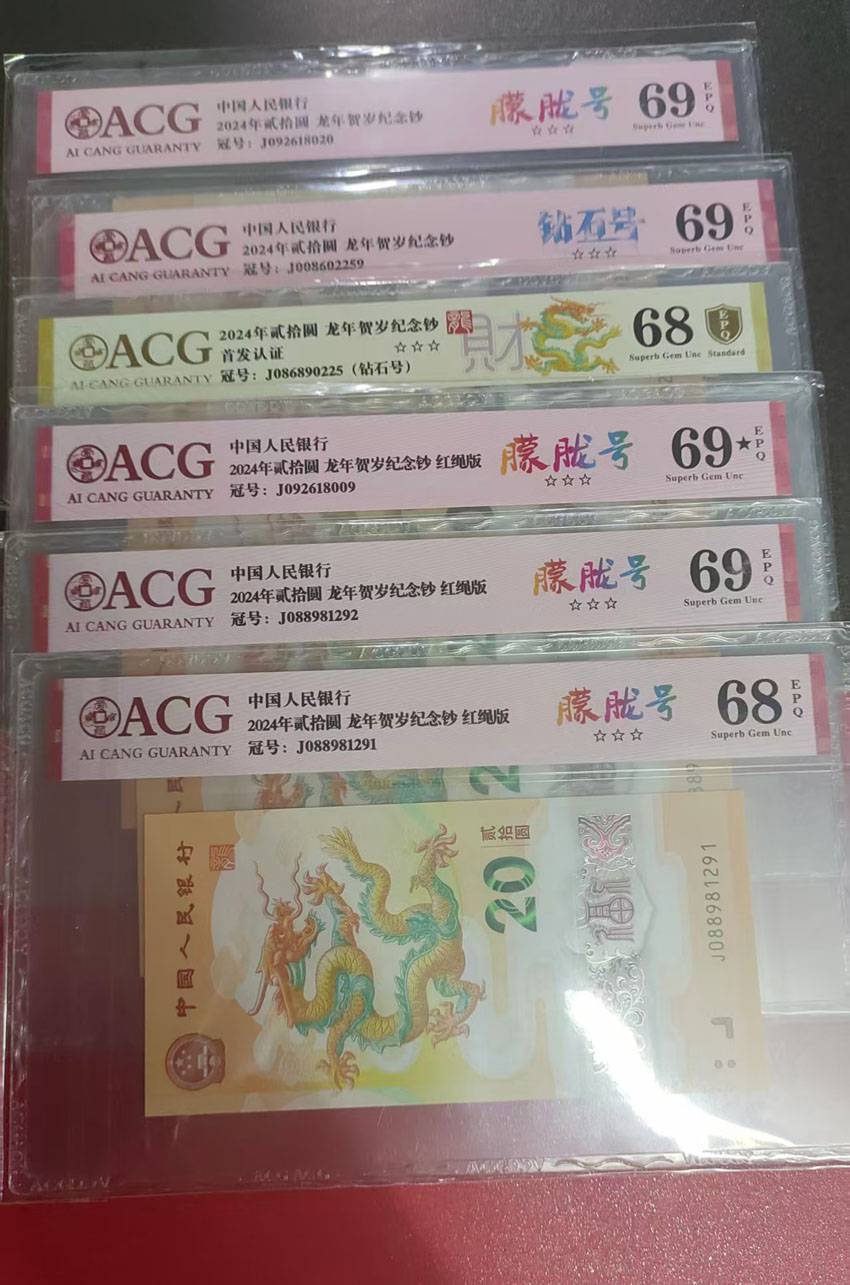 ACG
AI CANG GUARANTY
中国人民银行
2024年贰拾圆 龙年贺岁纪念钞
冠号：J092618020
朦胧号
☆☆☆
69
EPQ
Superb Gem Unc
ACG
AI CANG GUARANTY
中国人民银行
2024年贰拾圆 龙年贺岁纪念钞
冠号：J008602259
钻石号
☆☆☆
69
EPQ
Superb Gem Unc
ACG
AI CANG GUARANTY
2024年贰拾圆 龙年贺岁纪念钞
首发认证
☆☆☆
冠号：J086890225（钻石号）
龍
財
68
EPQ
Superb Gem Unc Standard
ACG
AI CANG GUARANTY
中国人民银行
2024年贰拾圆 龙年贺岁纪念钞 红绳版
冠号：J092618009
朦胧号
☆☆☆
69★
EPQ
Superb Gem Unc
ACG
AI CANG GUARANTY
中国人民银行
2024年贰拾圆 龙年贺岁纪念钞 红绳版
冠号：J088981292
朦胧号
☆☆☆
69
EPQ
Superb Gem Unc
ACG
AI CANG GUARANTY
中国人民银行
2024年贰拾圆 龙年贺岁纪念钞 红绳版
冠号：J088981291
朦胧号
☆☆☆
68
EPQ
Superb Gem Unc
中国人民银行
20
贰拾圆
J088981291